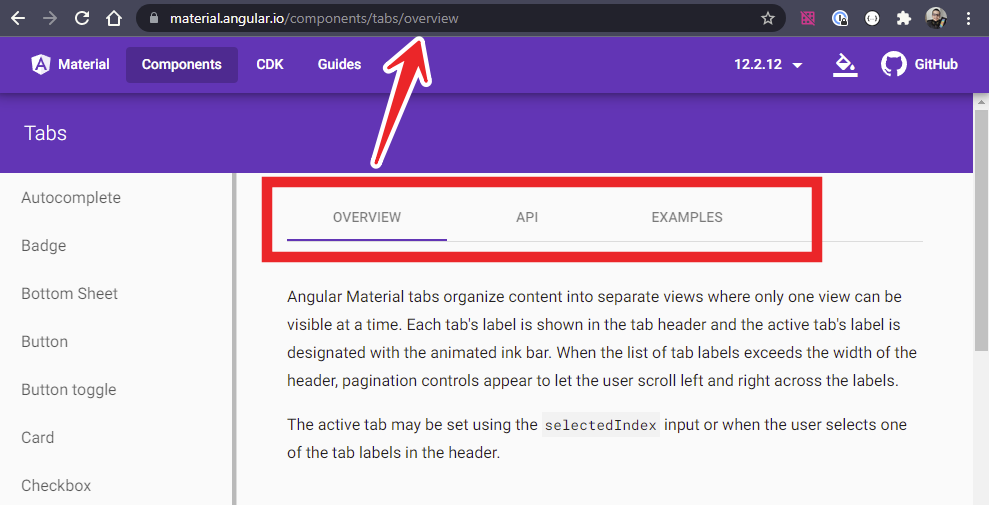 material.angular.io/components/tabs/overview
Material Components CDK Guides 12.2.12 GitHub
Tabs
Autocomplete
Badge
Bottom Sheet
Button
Button toggle
Card
Checkbox
OVERVIEW API EXAMPLES
Angular Material tabs organize content into separate views where only one view can be
visible at a time. Each tab's label is shown in the tab header and the active tab's label is
designated with the animated ink bar. When the list of tab labels exceeds the width of the
header, pagination controls appear to let the user scroll left and right across the labels.
The active tab may be set using the selectedIndex input or when the user selects one
of the tab labels in the header.